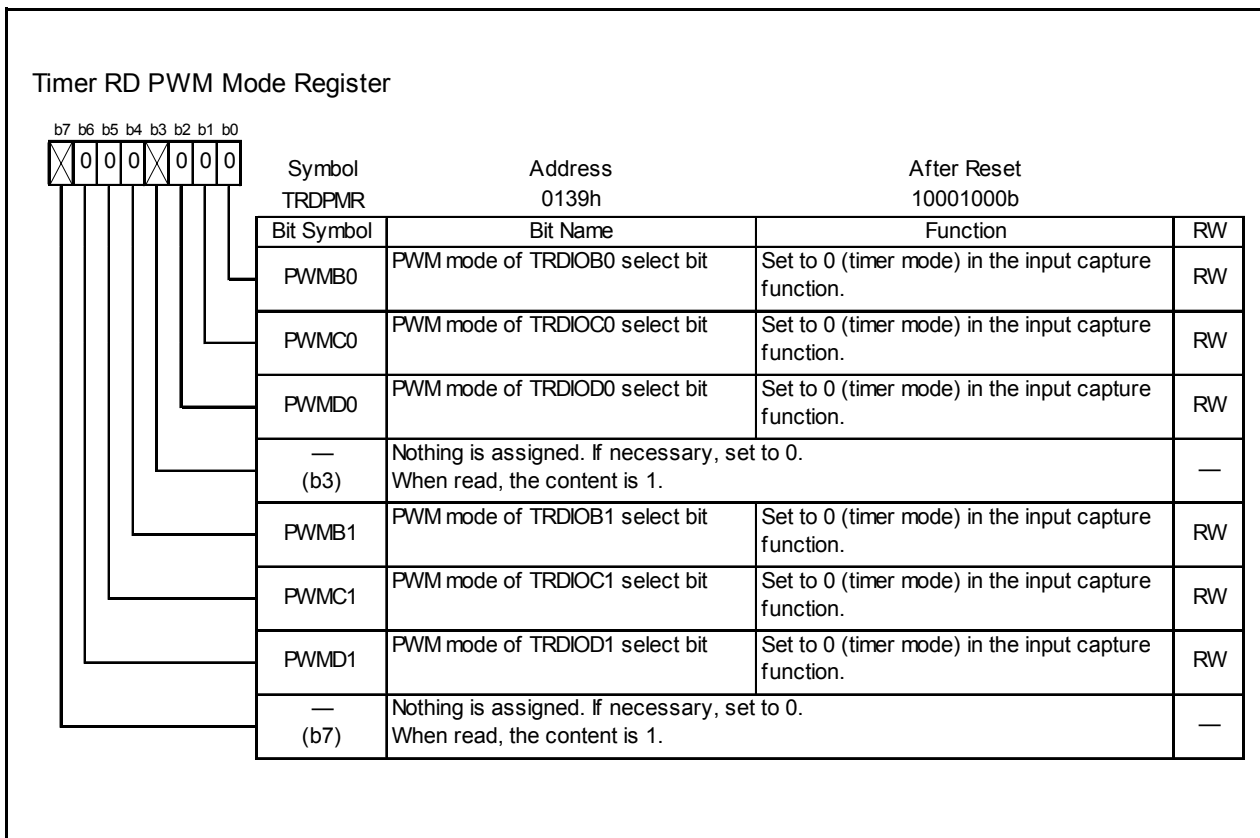 Timer RD PWM Mode Register
b7 b6 b5 b4 b3 b2 b1 b0
0 0 0 0 0 0
Symbol Address After Reset
TRDPMR 0139h 10001000b
Bit Symbol Bit Name Function RW
PWMB0 PWM mode of TRDIOB0 select bit Set to 0 (timer mode) in the input capture function. RW
PWMC0 PWM mode of TRDIOC0 select bit Set to 0 (timer mode) in the input capture function. RW
PWMD0 PWM mode of TRDIOD0 select bit Set to 0 (timer mode) in the input capture function. RW
— (b3) Nothing is assigned. If necessary, set to 0.
When read, the content is 1. —
PWMB1 PWM mode of TRDIOB1 select bit Set to 0 (timer mode) in the input capture function. RW
PWMC1 PWM mode of TRDIOC1 select bit Set to 0 (timer mode) in the input capture function. RW
PWMD1 PWM mode of TRDIOD1 select bit Set to 0 (timer mode) in the input capture function. RW
— (b7) Nothing is assigned. If necessary, set to 0.
When read, the content is 1. —